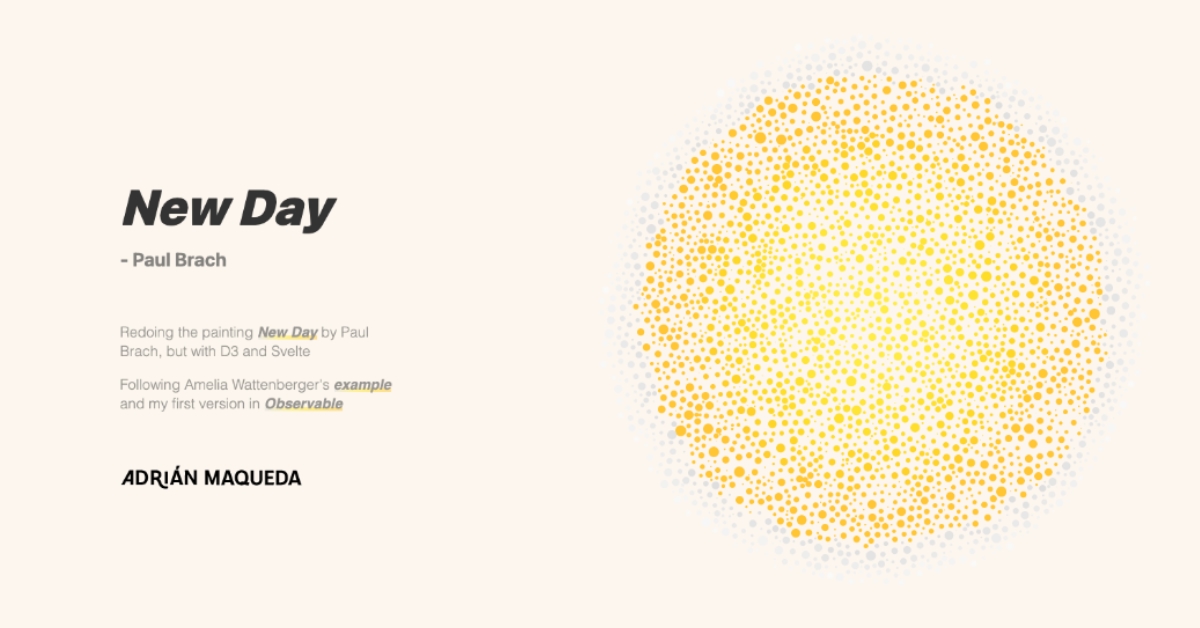 New Day
- Paul Brach
Redoing the painting New Day by Paul
Brach, but with D3 and Svelte
Following Amelia Wattenberger's example
and my first version in Observable
ADRIÁN MAQUEDA